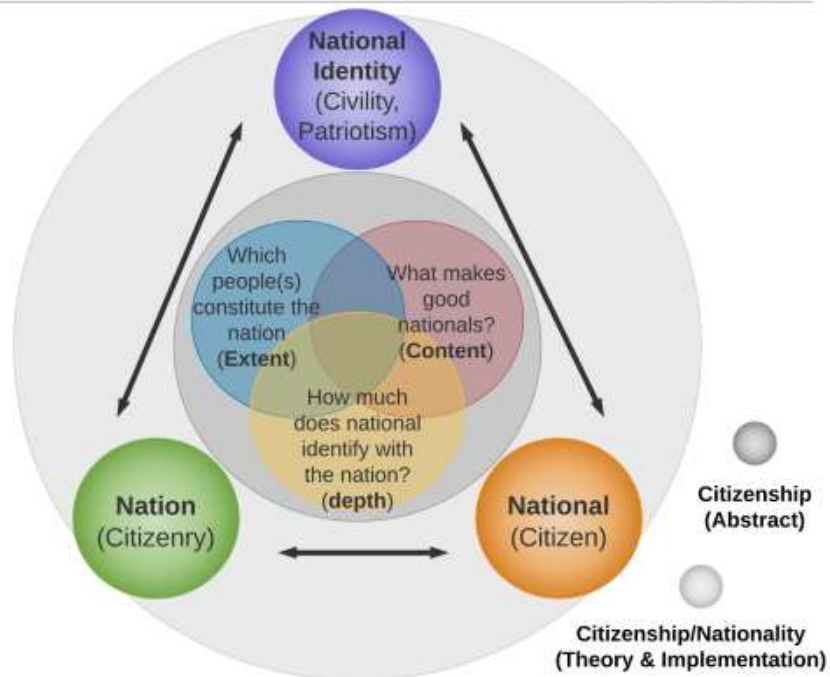 National
Identity
(Civility,
Patriotism)
Which
people(s)
constitute the
nation
(Extent)
What makes
good
nationals?
(Content)
How much
does national
identify with
the nation?
(depth)
Nation
(Citizenry)
National
(Citizen)
Citizenship
(Abstract)
Citizenship/Nationality
(Theory & Implementation)